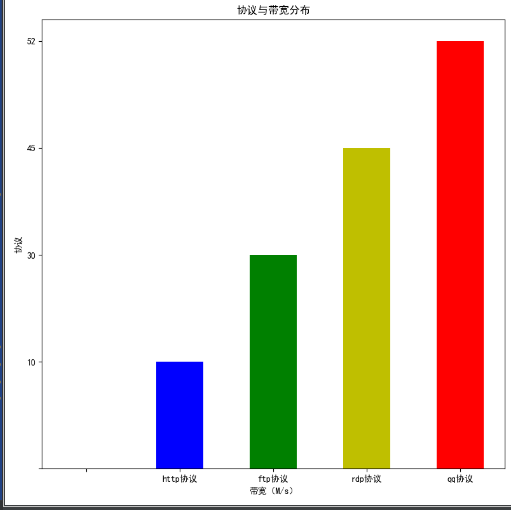 协议与带宽分布
52
45
30
10
协议
http协议
ftp协议
rdp协议
qq协议
带宽（M/s）